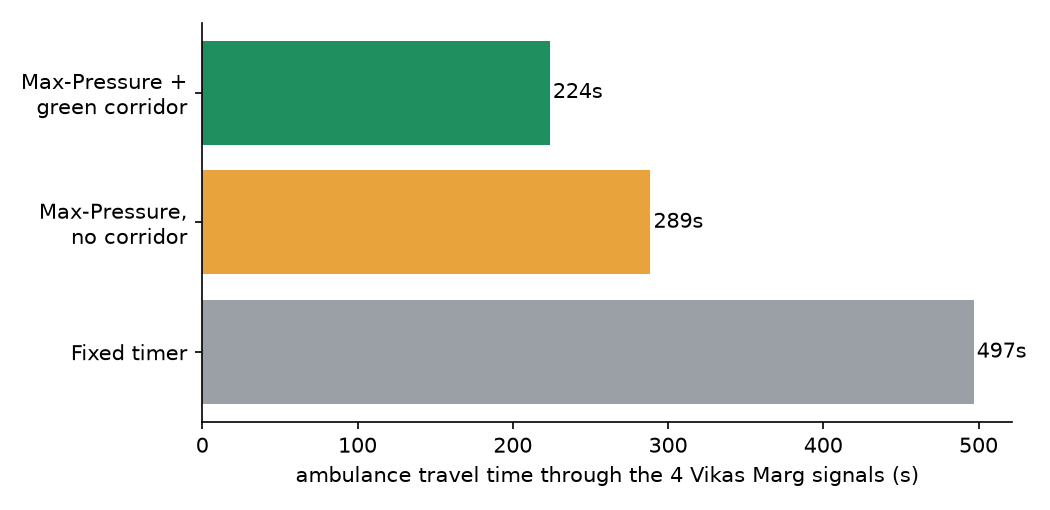 Max-Pressure +
green corridor
224s
Max-Pressure,
no corridor
289s
Fixed timer
497s
0 100 200 300 400 500
ambulance travel time through the 4 Vikas Marg signals (s)